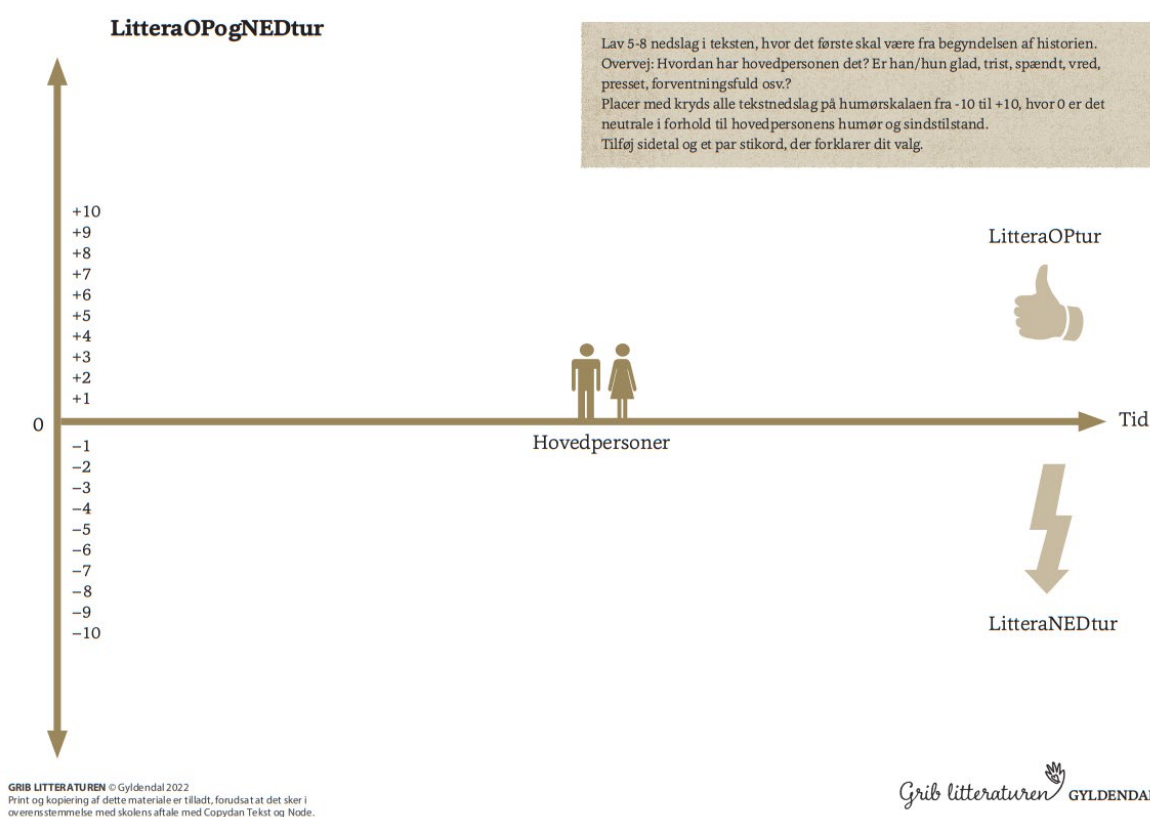 LitteraOPogNEDtur
Lav 5-8 nedslag i teksten, hvor det første skal være fra begyndelsen af historien.
Overvej: Hvordan har hovedpersonen det? Er han/hun glad, trist, spændt, vred,
presset, forventningsfuld osv.?
Placer med kryds alle tekstnedslag på humørskalaen fra -10 til +10, hvor 0 er det
neutrale i forhold til hovedpersonens humør og sindstilstand.
Tilføj sidetal og et par stikord, der forklarer dit valg.
+10
+9
+8
+7
+6
+5
+4
+3
+2
+1
0
−1
−2
−3
−4
−5
−6
−7
−8
−9
−10
LitteraOPtur
Tid
Hovedpersoner
LitteraNEDtur
GRIB LITTERATUREN © Gyldendal 2022
Print og kopiering af dette materiale er tilladt, forudsat at det sker i
overensstemmelse med skolens aftale med Copydan Tekst og Node.
Grib litteraturen GYLDENDAL